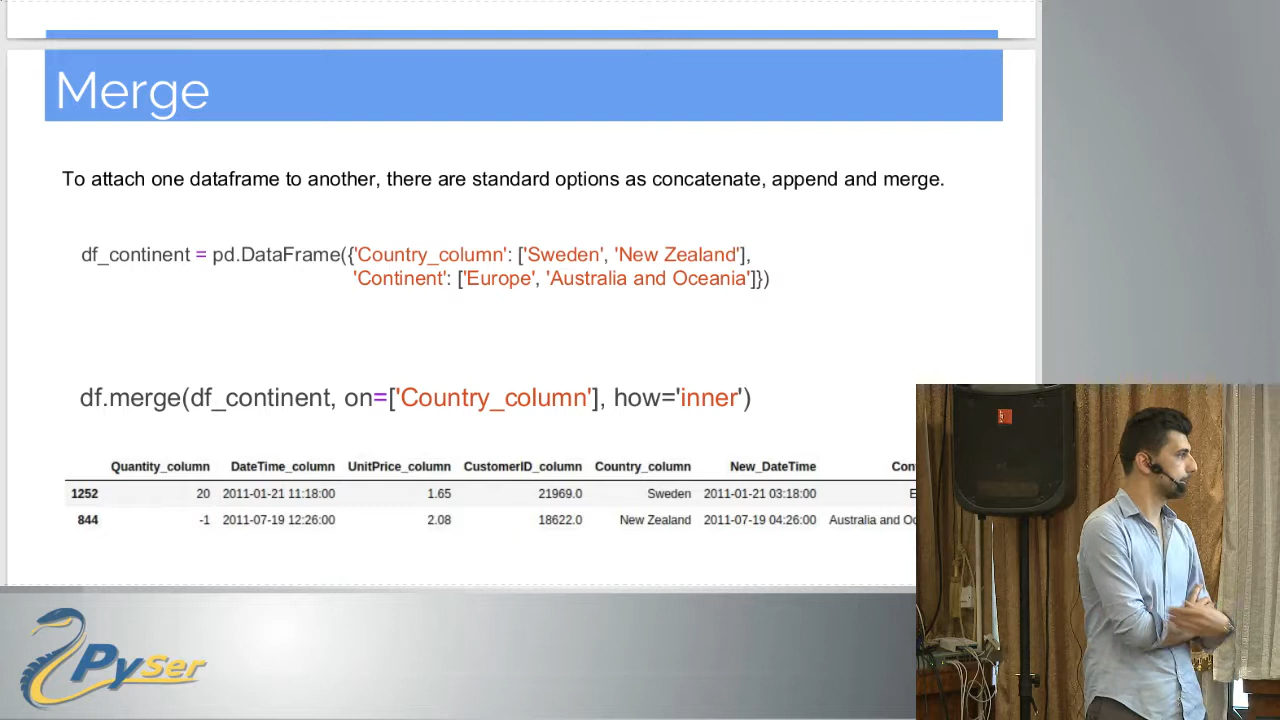 Merge
To attach one dataframe to another, there are standard options as concatenate, append and merge.
df_continent = pd.DataFrame({'Country_column': ['Sweden', 'New Zealand'],
'Continent': ['Europe', 'Australia and Oceania']})
df.merge(df_continent, on=['Country_column'], how='inner')
Quantity_column DateTime_column UnitPrice_column CustomerID_column Country_column New_DateTime Con
1252 20 2011-01-21 11:18:00 1.65 21969.0 Sweden 2011-01-21 03:18:00 E
844 -1 2011-07-19 12:26:00 2.08 18622.0 New Zealand 2011-07-19 04:26:00 Australia and Oc
PySer